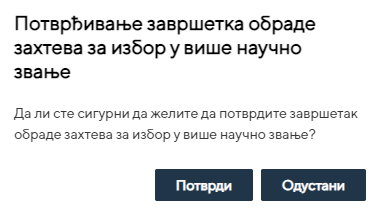 Потврђивање завршетка обраде
захтева за избор у више научно
звање
Да ли сте сигурни да желите да потврдите завршетак
обраде захтева за избор у више научно звање?
Потврди
Одустани